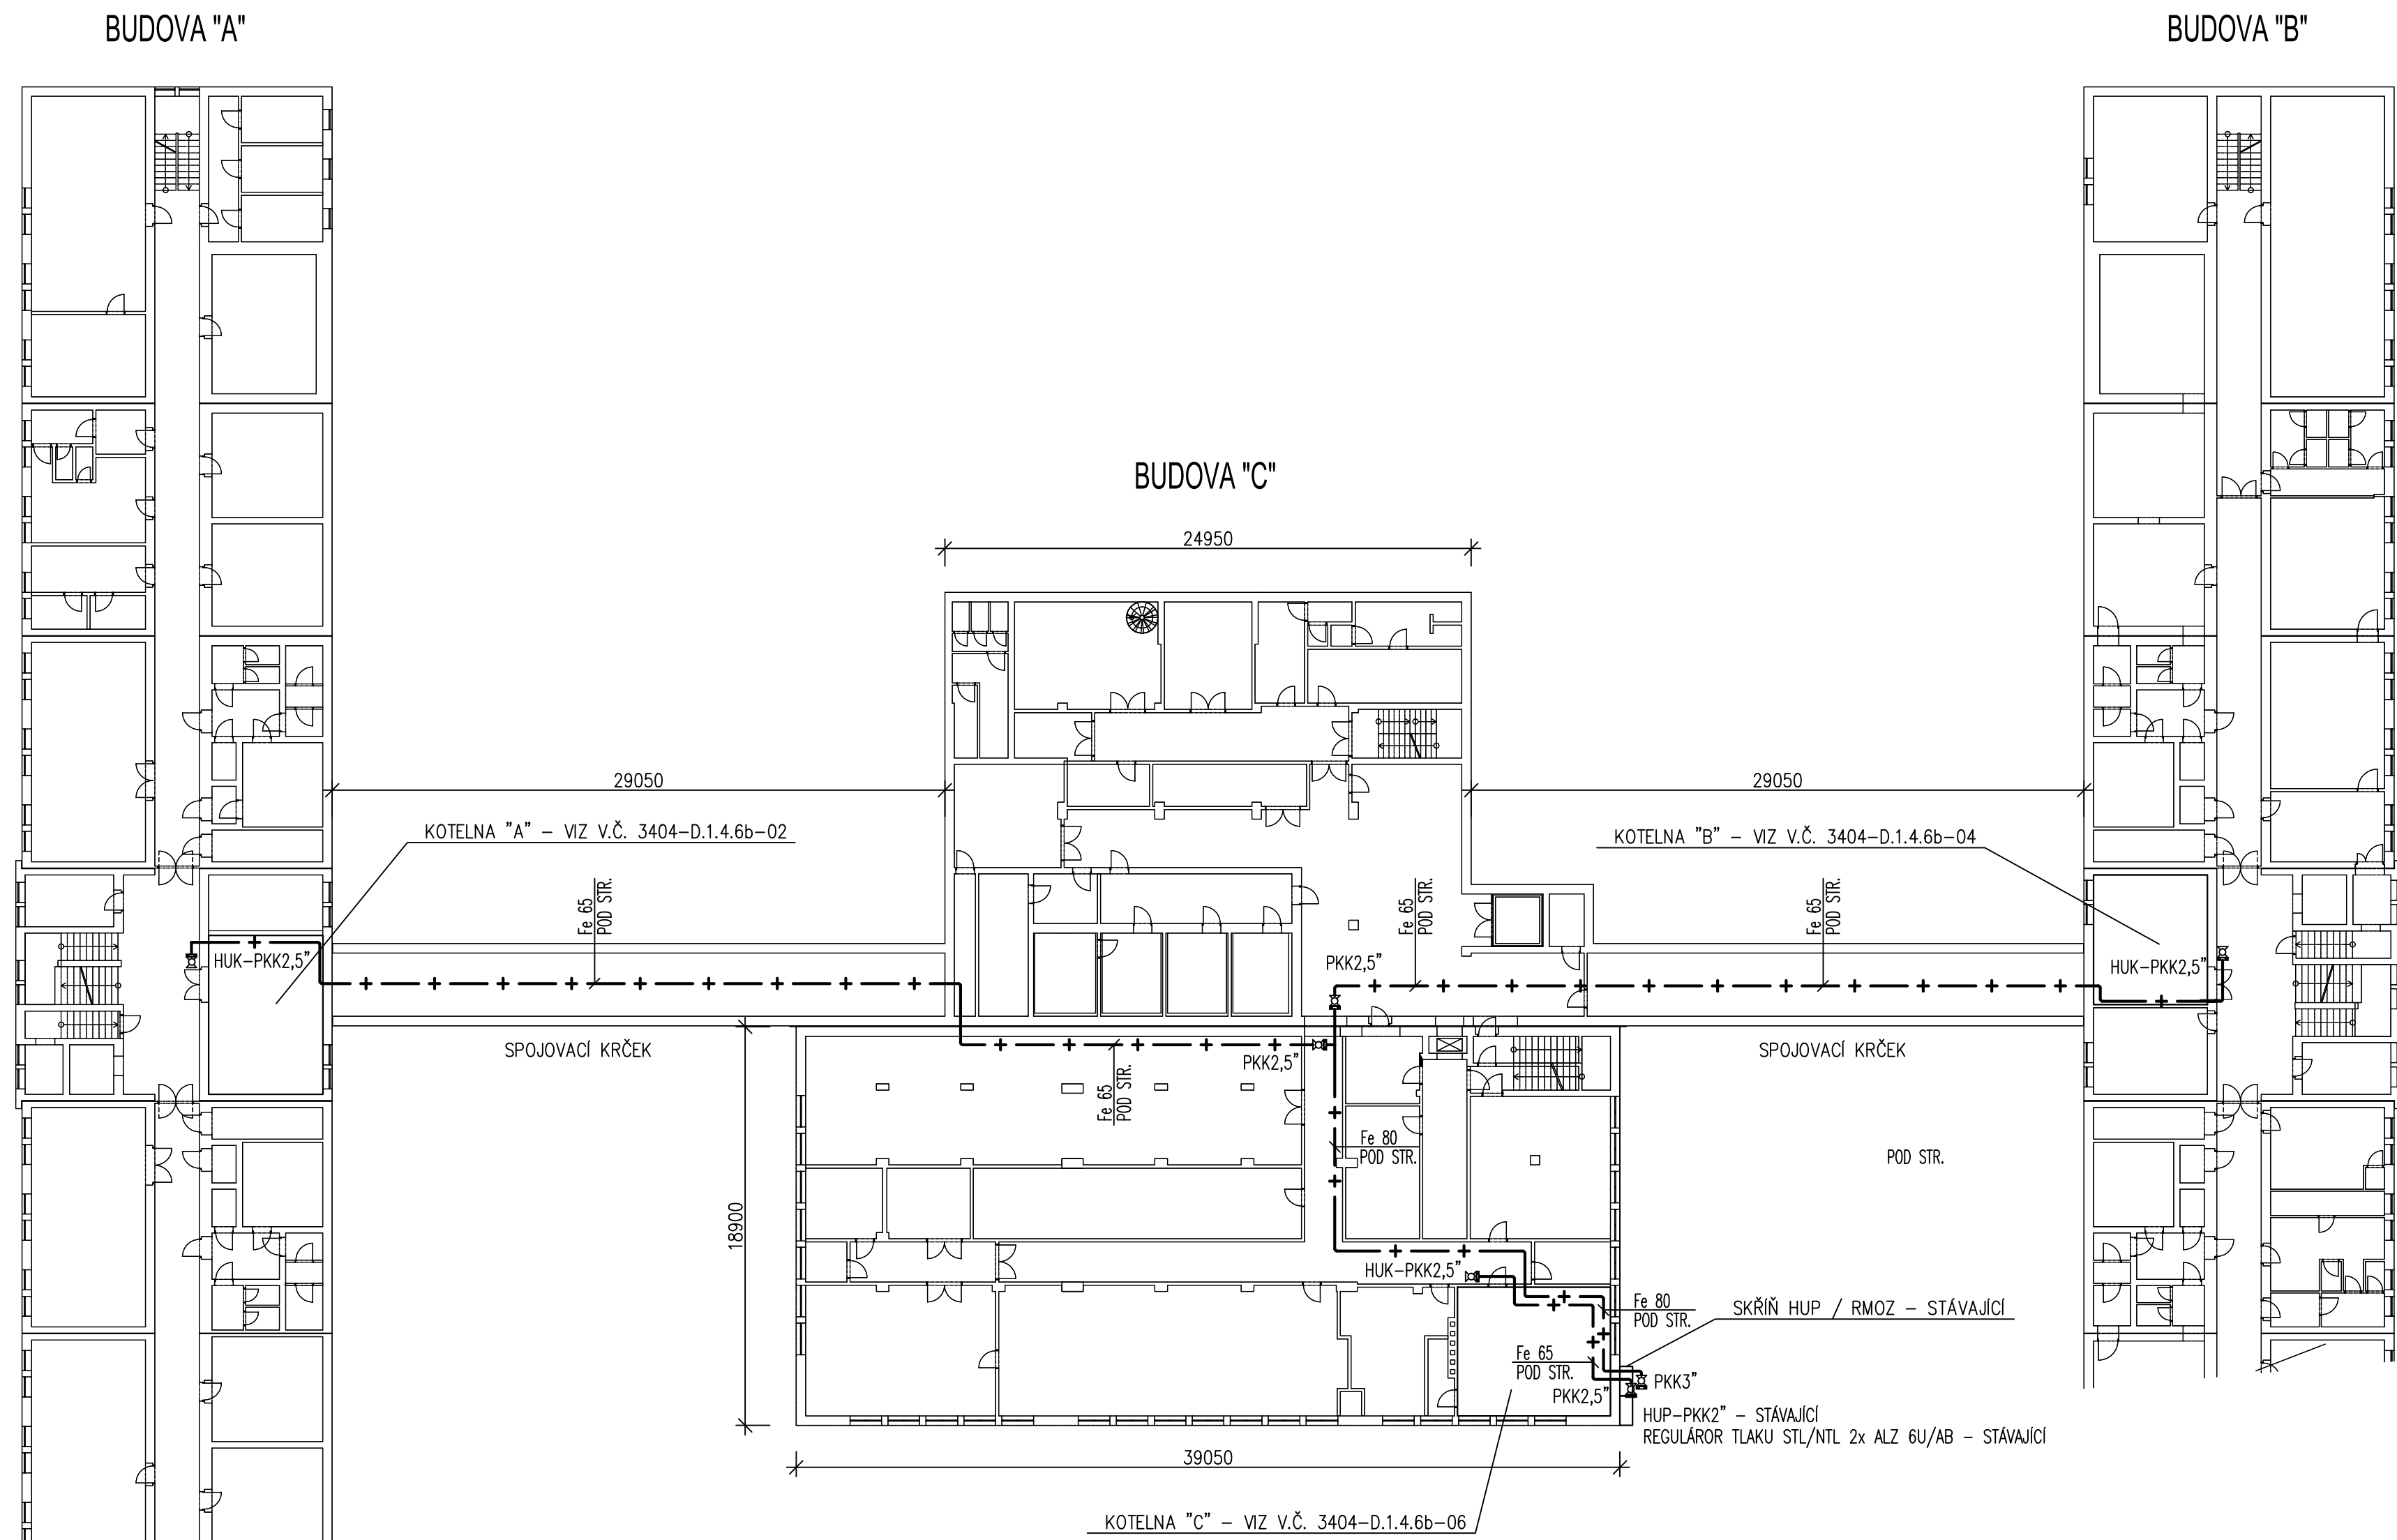 BUDOVA "A"
BUDOVA "B"
BUDOVA "C"
24950
29050
29050
KOTELNA "A" – VIZ V.Č. 3404–D.1.4.6b–02
KOTELNA "B" – VIZ V.Č. 3404–D.1.4.6b–04
Fe 65
POD STR.
Fe 65
POD STR.
Fe 65
POD STR.
HUK–PKK2,5"
PKK2,5"
HUK–PKK2,5"
SPOJOVACÍ KRČEK
PKK2,5"
SPOJOVACÍ KRČEK
Fe 65
POD STR.
Fe 80
POD STR.
POD STR.
18900
HUK–PKK2,5"
Fe 80
POD STR.
SKŘÍŇ HUP / RMOZ – STÁVAJÍCÍ
Fe 65
POD STR.
PKK3"
PKK2,5"
HUP–PKK2" – STÁVAJÍCÍ
REGULÁROR TLAKU STL/NTL 2x ALZ 6U/AB – STÁVAJÍCÍ
39050
KOTELNA "C" – VIZ V.Č. 3404–D.1.4.6b–06